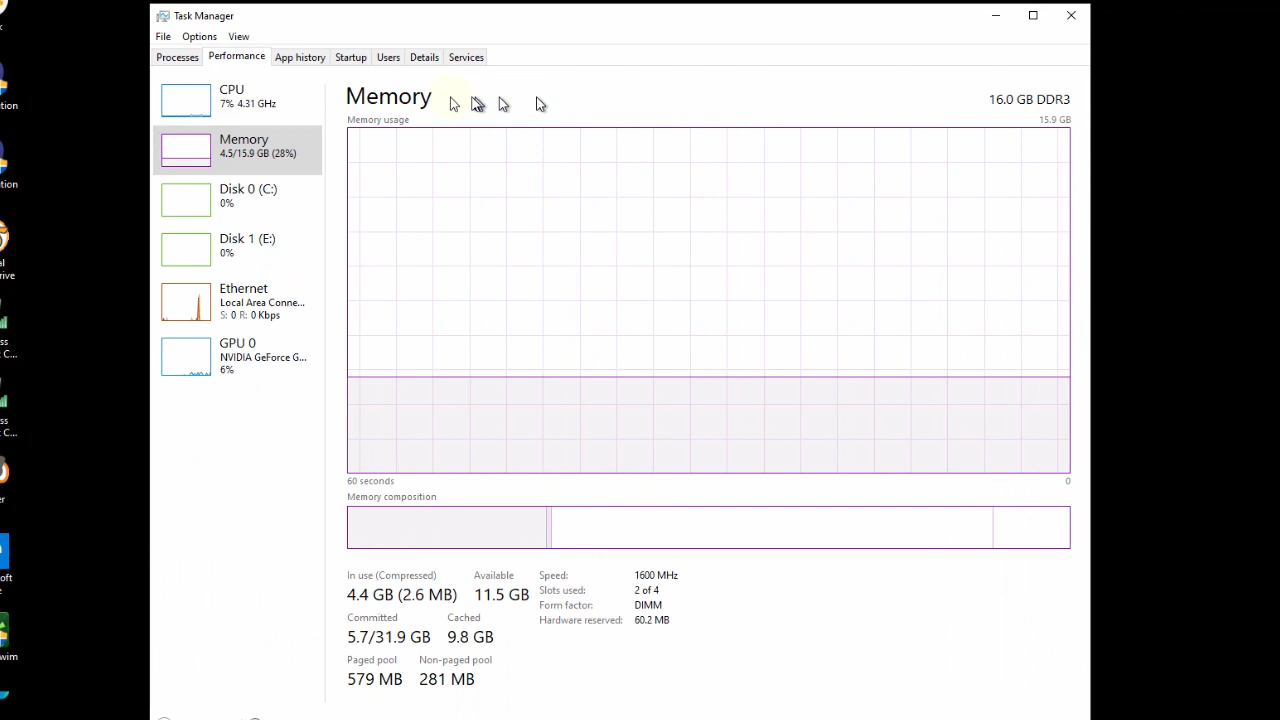 Task Manager
File Options View
Processes Performance App history Startup Users Details Services
CPU
7% 4.31 GHz
Memory
4.5/15.9 GB (28%)
Disk 0 (C:)
0%
Disk 1 (E:)
0%
Ethernet
Local Area Conne...
S: 0 R: 0 Kbps
GPU 0
NVIDIA GeForce G...
6%
Memory 16.0 GB DDR3
Memory usage 15.9 GB
60 seconds 0
Memory composition
In use (Compressed) Available
4.4 GB (2.6 MB) 11.5 GB
Committed Cached
5.7/31.9 GB 9.8 GB
Paged pool Non-paged pool
579 MB 281 MB
Speed: 1600 MHz
Slots used: 2 of 4
Form factor: DIMM
Hardware reserved: 60.2 MB